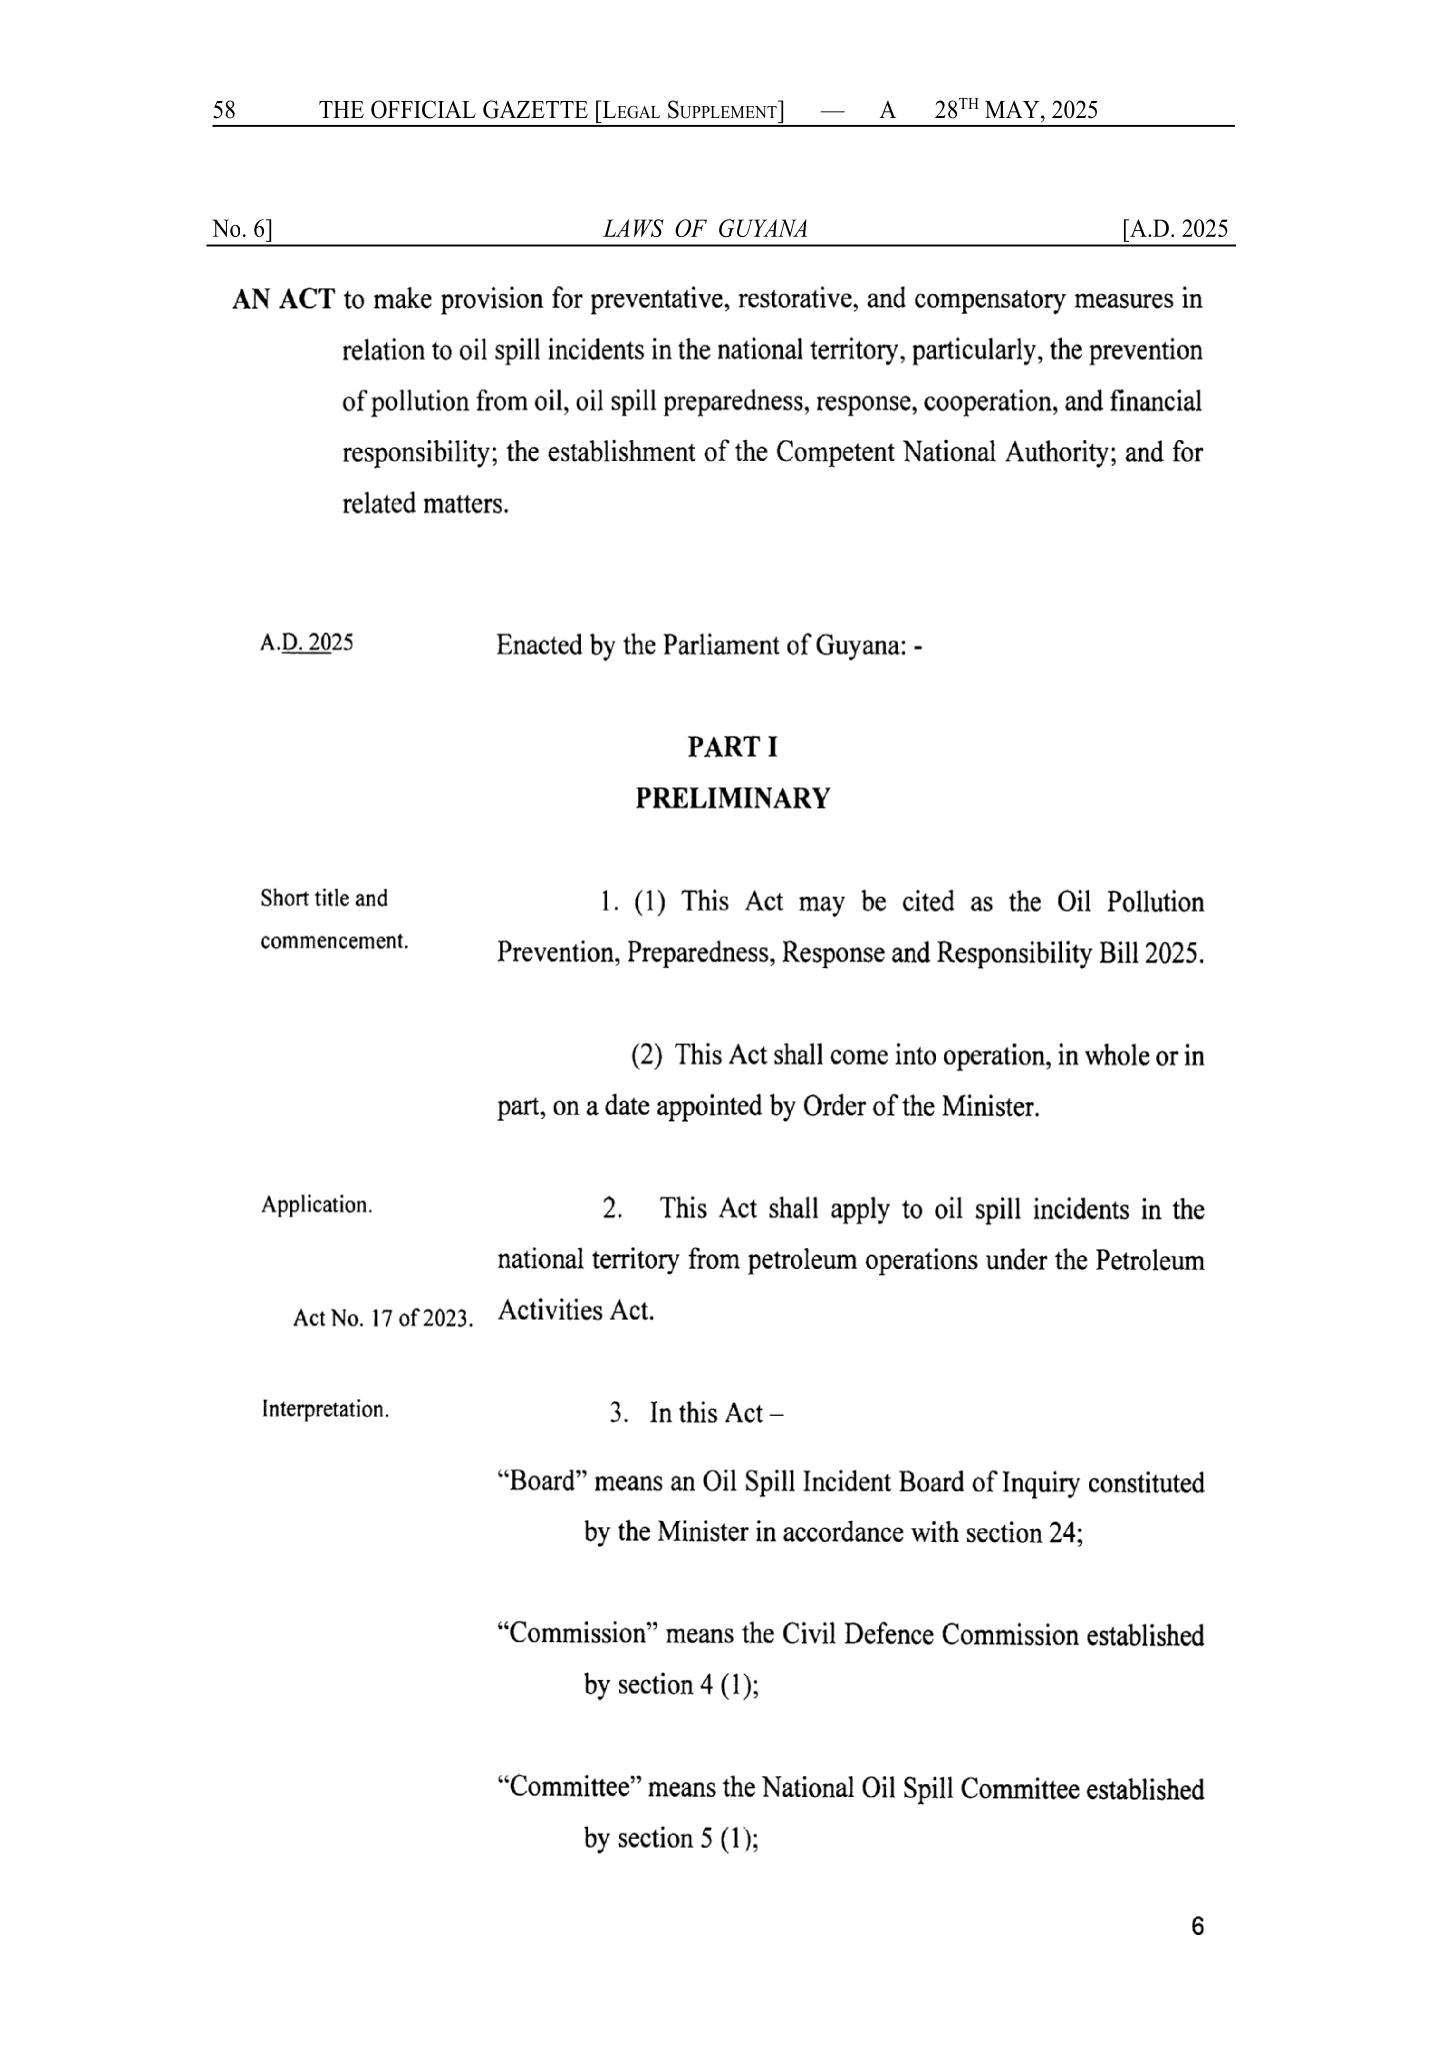 58 THE OFFICIAL GAZETTE [LEGAL SUPPLEMENT] — A 28TH MAY, 2025
No. 6] LAWS OF GUYANA [A.D. 2025
AN ACT to make provision for preventative, restorative, and compensatory measures in
relation to oil spill incidents in the national territory, particularly, the prevention
of pollution from oil, oil spill preparedness, response, cooperation, and financial
responsibility; the establishment of the Competent National Authority; and for
related matters.
A.D. 2025 Enacted by the Parliament of Guyana: -
PART I
PRELIMINARY
Short title and
commencement.
1. (1) This Act may be cited as the Oil Pollution
Prevention, Preparedness, Response and Responsibility Bill 2025.
(2) This Act shall come into operation, in whole or in
part, on a date appointed by Order of the Minister.
Application.
2. This Act shall apply to oil spill incidents in the
national territory from petroleum operations under the Petroleum
Act No. 17 of 2023. Activities Act.
Interpretation.
3. In this Act –
“Board” means an Oil Spill Incident Board of Inquiry constituted
by the Minister in accordance with section 24;
“Commission” means the Civil Defence Commission established
by section 4 (1);
“Committee” means the National Oil Spill Committee established
by section 5 (1);
6